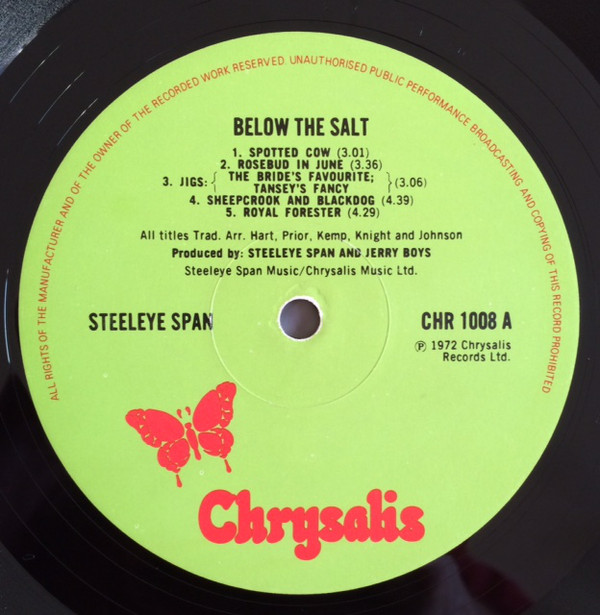 ALL RIGHTS OF THE MANUFACTURER AND OF THE OWNER OF THE RECORDED WORK RESERVED. UNAUTHORISED PUBLIC PERFORMANCE BROADCASTING AND COPYING OF THIS RECORD PROHIBITED
BELOW THE SALT
1. SPOTTED COW (3.01)
2. ROSEBUD IN JUNE (3.36)
3. JIGS: { THE BRIDE'S FAVOURITE; TANSEY'S FANCY } (3.06)
4. SHEEPCROOK AND BLACKDOG (4.39)
5. ROYAL FORESTER (4.29)
All titles Trad. Arr. Hart, Prior, Kemp, Knight and Johnson
Produced by: STEELEYE SPAN AND JERRY BOYS
Steeleye Span Music/Chrysalis Music Ltd.
STEELEYE SPAN
CHR 1008 A
℗ 1972 Chrysalis
Records Ltd.
Chrysalis